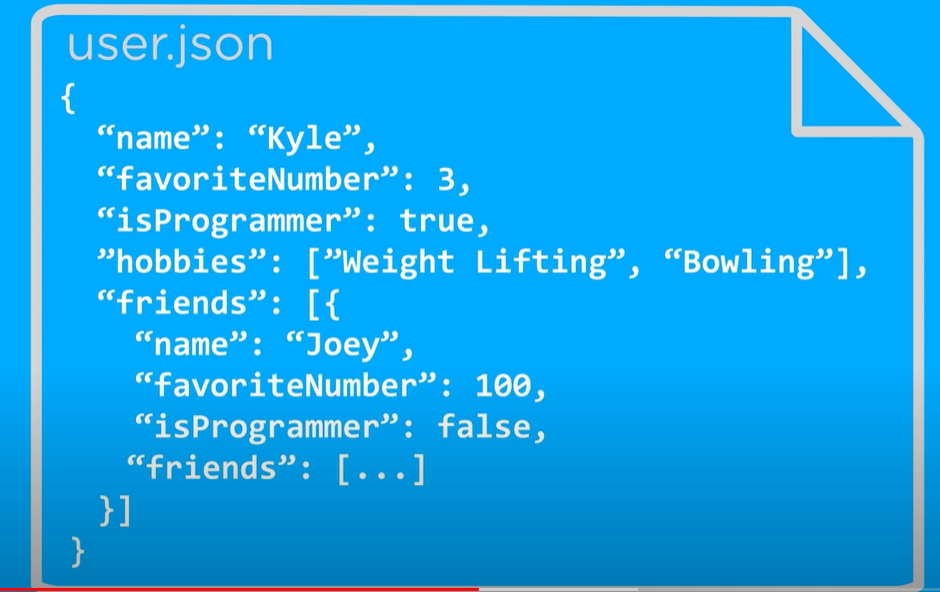 user.json
{
“name”: “Kyle”,
“favoriteNumber”: 3,
“isProgrammer”: true,
”hobbies”: [”Weight Lifting”, “Bowling”],
“friends”: [{
“name”: “Joey”,
“favoriteNumber”: 100,
“isProgrammer”: false,
“friends”: [...]
}]
}